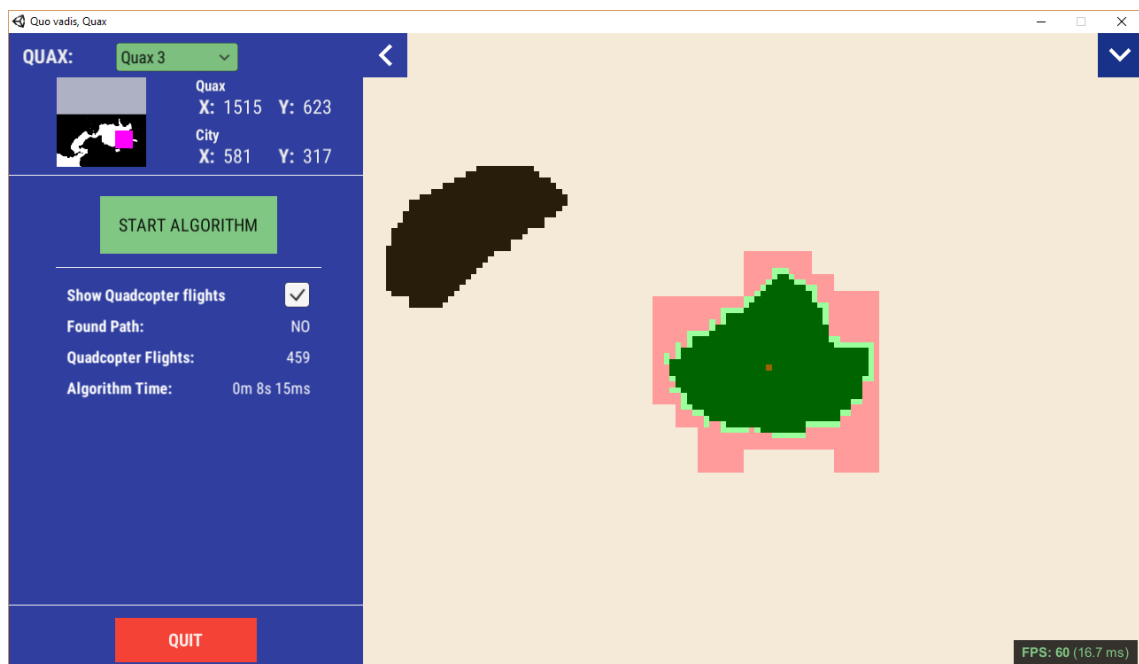 Quo vadis, Quax
QUAX: Quax 3
Quax
X: 1515 Y: 623
City
X: 581 Y: 317
START ALGORITHM
Show Quadcopter flights
Found Path: NO
Quadcopter Flights: 459
Algorithm Time: 0m 8s 15ms
QUIT
FPS: 60 (16.7 ms)